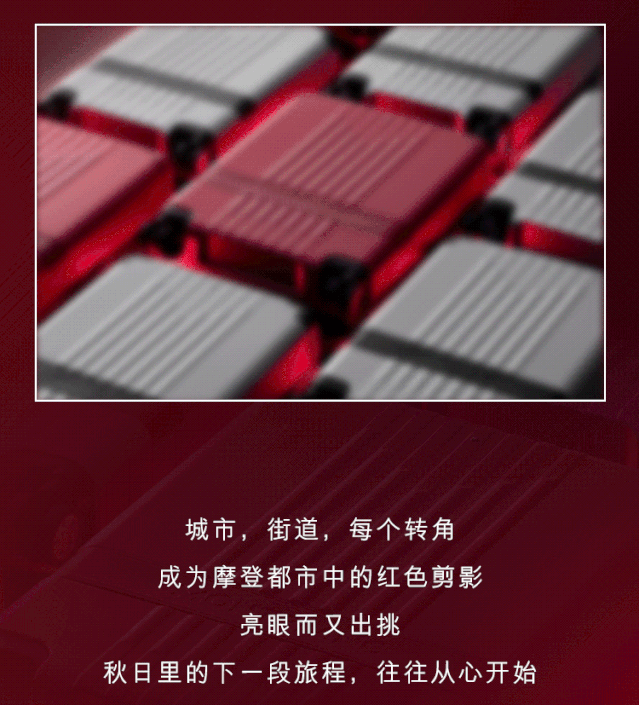 城市，街道，每个转角
成为摩登都市中的红色剪影
亮眼而又出挑
秋日里的下一段旅程，往往从心开始